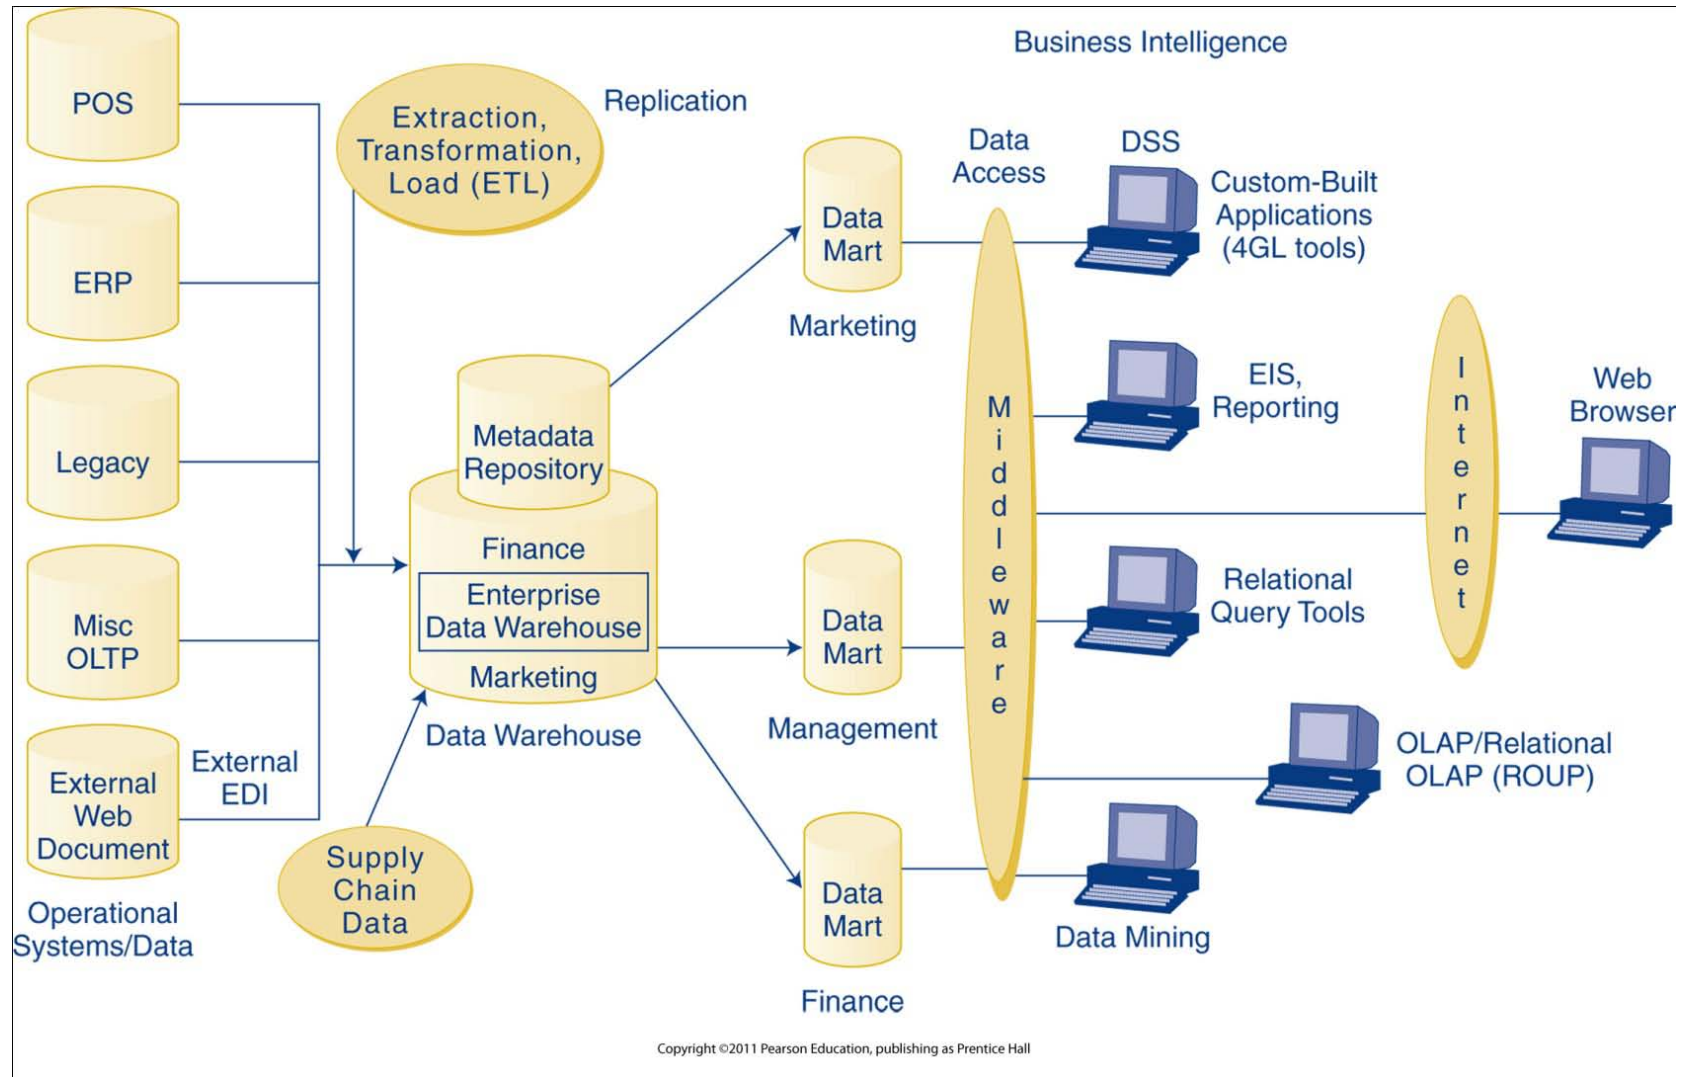 POS
ERP
Legacy
Misc
OLTP
External
Web
Document
External
EDI
Operational
Systems/Data
Extraction,
Transformation,
Load (ETL)
Replication
Metadata
Repository
Finance
Enterprise
Data Warehouse
Marketing
Data Warehouse
Supply
Chain
Data
Data
Mart
Marketing
Data
Mart
Management
Data
Mart
Finance
Business Intelligence
Data
Access
Middleware
DSS
Custom-Built
Applications
(4GL tools)
EIS,
Reporting
Relational
Query Tools
OLAP/Relational
OLAP (ROUP)
Data Mining
Internet
Web
Browser
Copyright ©2011 Pearson Education, publishing as Prentice Hall